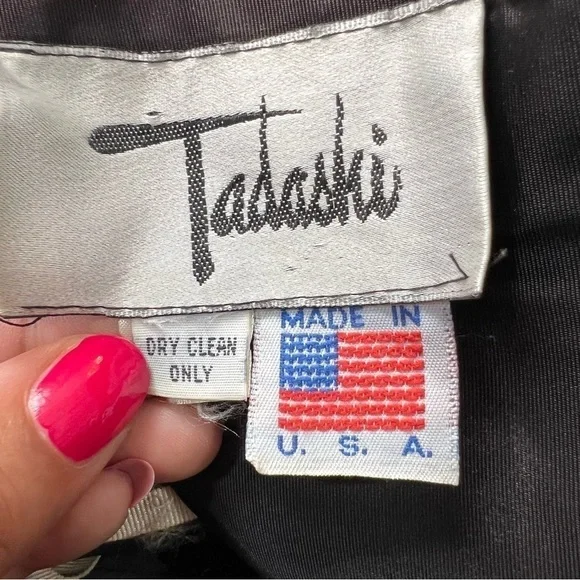 Tadashi
DRY CLEAN
ONLY
MADE IN
U. S. A.